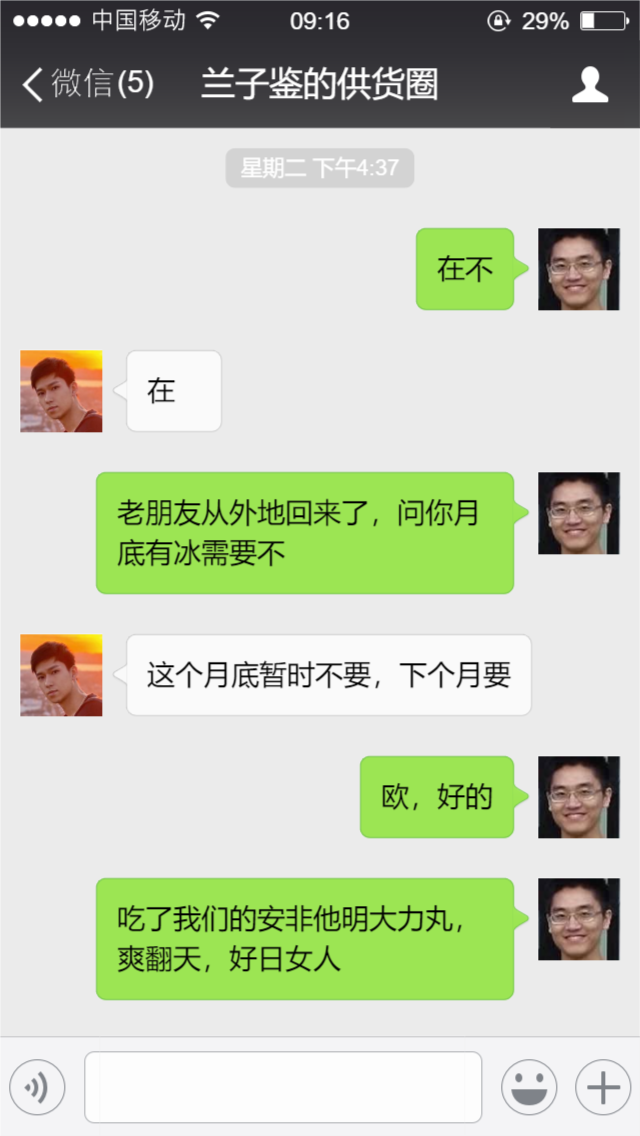 中国移动 09:16 29%
微信(5) 兰子鉴的供货圈
星期二 下午4:37
在不
在
老朋友从外地回来了，问你月
底有冰需要不
这个月底暂时不要，下个月要
欧，好的
吃了我们的安非他明大力丸，
爽翻天，好日女人